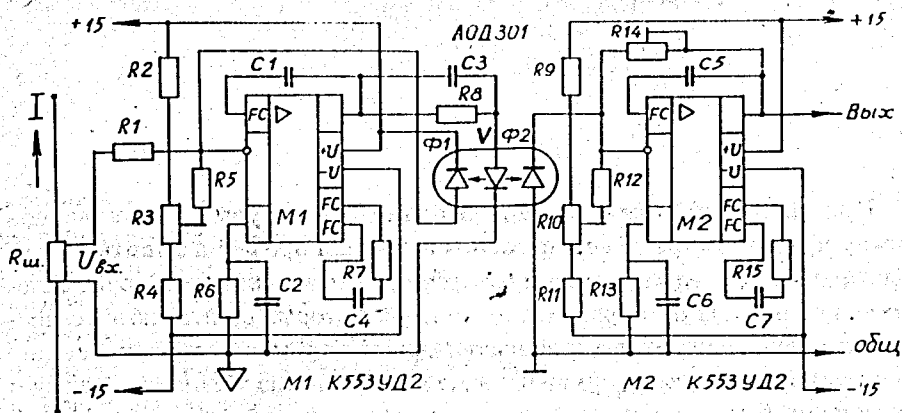 +15
АОД301
R14
+15
R2
C1
C3
R9
C5
I
FC
R8
FC
Вых
R1
V
Ф1
Ф2
+U
-U
+U
-U
R5
R12
R3
M1
FC
FC
R10
M2
FC
FC
Rш.
Uвх.
R4
R6
C2
R7
C4
R11
R13
C6
R15
C7
общ
-15
M1 К553УД2
M2 К553УД2
-15